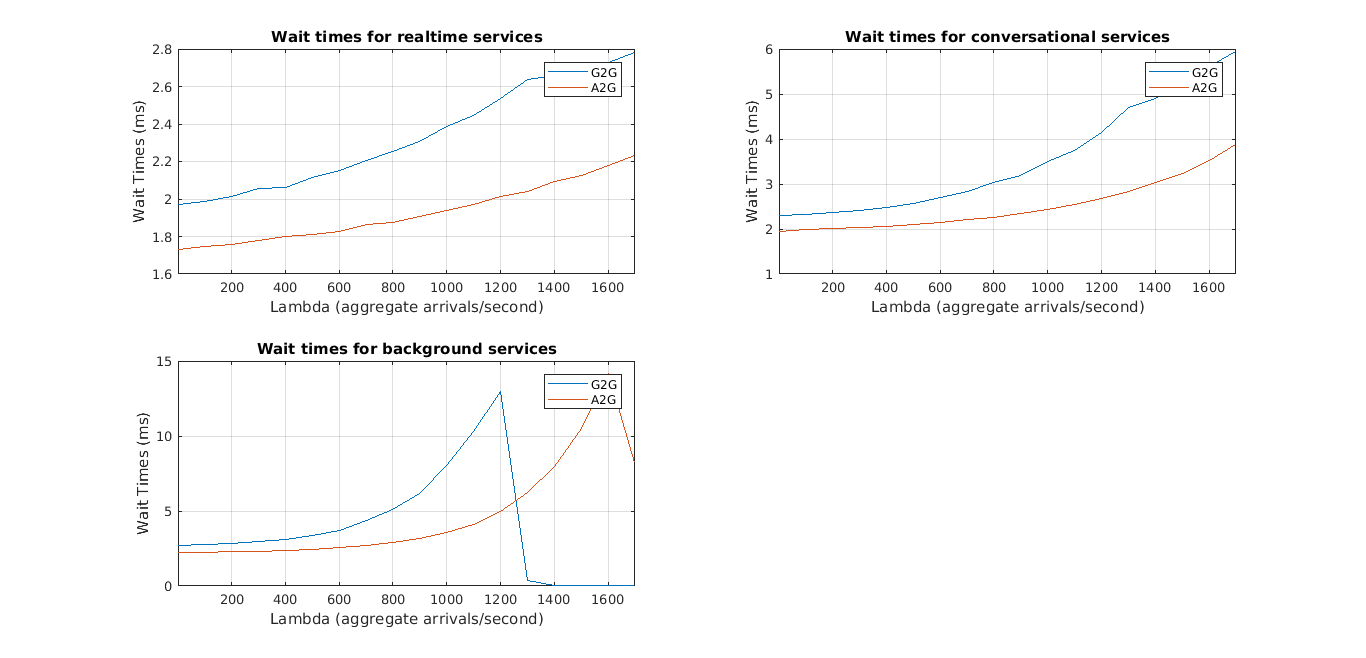 Wait times for realtime services
2.8
2.6
2.4
2.2
2
1.8
1.6
Wait Times (ms)
G2G
A2G
200 400 600 800 1000 1200 1400 1600
Lambda (aggregate arrivals/second)
Wait times for conversational services
6
5
4
3
2
1
Wait Times (ms)
G2G
A2G
200 400 600 800 1000 1200 1400 1600
Lambda (aggregate arrivals/second)
Wait times for background services
15
10
5
0
Wait Times (ms)
G2G
A2G
200 400 600 800 1000 1200 1400 1600
Lambda (aggregate arrivals/second)